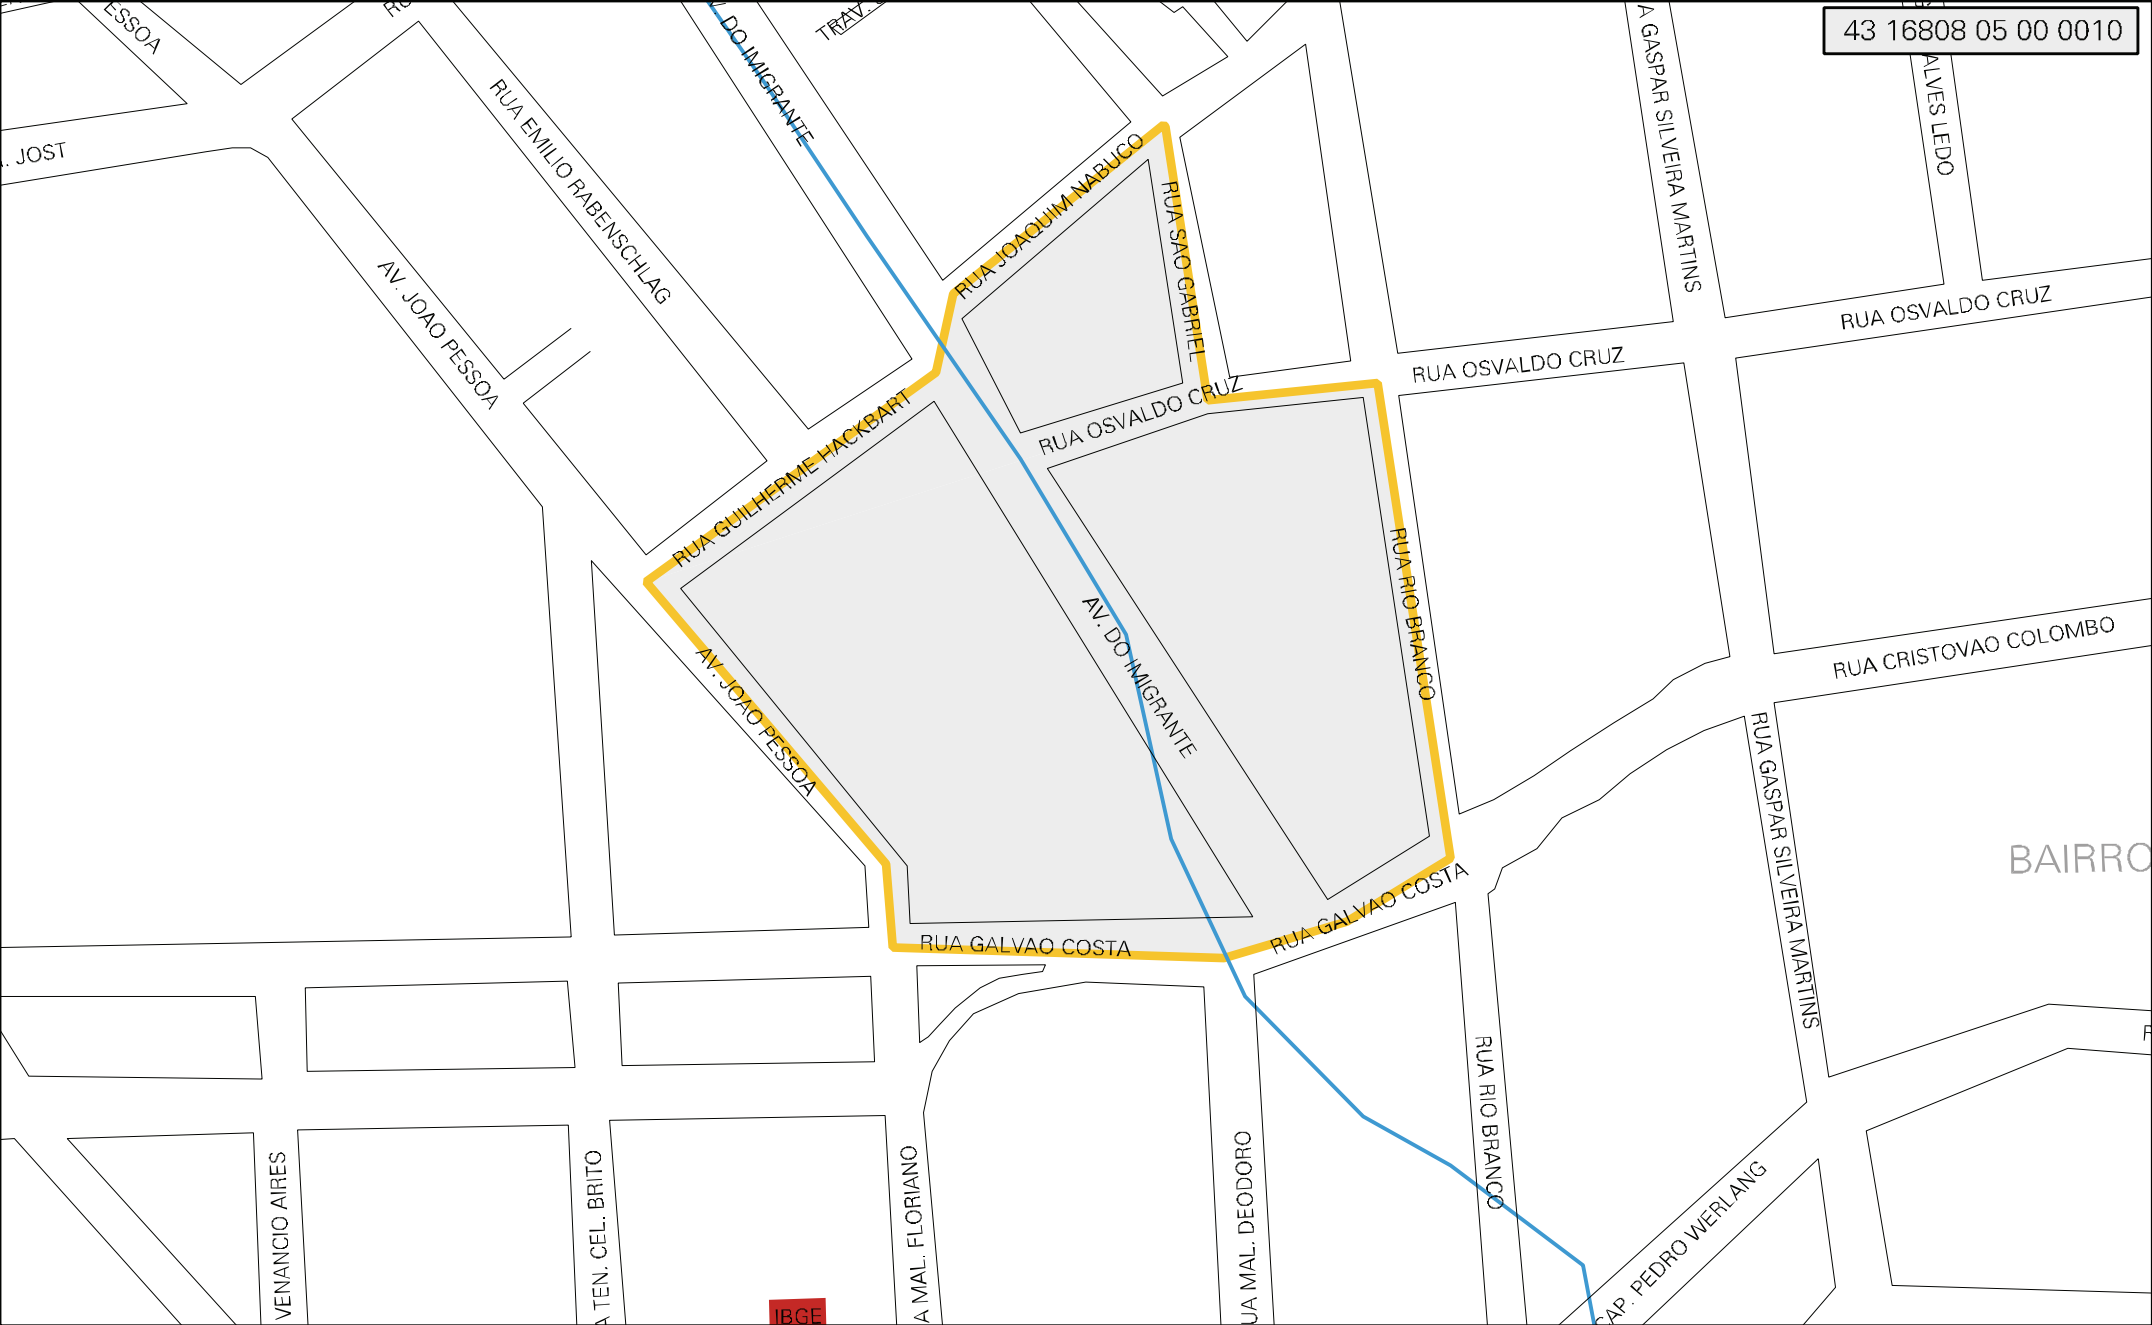 43 16808 05 00 0010
ESSOA
DO IMIGRANTE
TRAV.
A GASPAR SILVEIRA MARTINS
ALVES LEDO
JOST
RUA EMILIO RABENSCHLAG
RUA JOAQUIM NABUCO
RUA SAO GABRIEL
AV. JOAO PESSOA
RUA OSVALDO CRUZ
RUA OSVALDO CRUZ
RUA OSVALDO CRUZ
RUA GUILHERME HACKBART
RUA RIO BRANCO
AV. DO IMIGRANTE
AV. JOAO PESSOA
RUA CRISTOVAO COLOMBO
RUA GASPAR SILVEIRA MARTINS
BAIRRO
RUA GALVAO COSTA
RUA GALVAO COSTA
RUA RIO BRANCO
VENANCIO AIRES
A TEN. CEL. BRITO
A MAL. FLORIANO
UA MAL. DEODORO
CAP. PEDRO WERLANG
IBGE